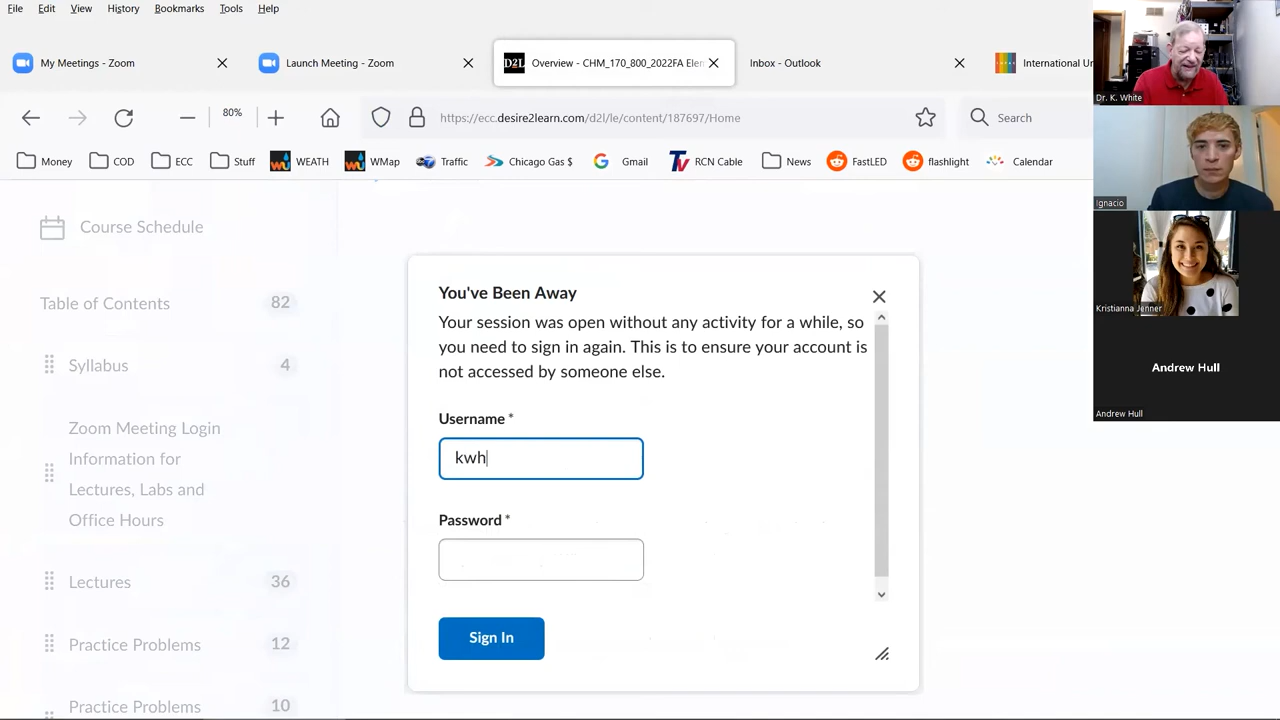 File Edit View History Bookmarks Tools Help
My Meetings - Zoom
Launch Meeting - Zoom
D2L Overview - CHM_170_800_2022FA Elen
Inbox - Outlook
International Un
80%
https://ecc.desire2learn.com/d2l/le/content/187697/Home
Search
Money COD ECC Stuff WEATH WMap Traffic Chicago Gas $ Gmail RCN Cable News FastLED flashlight Calendar
Dr. K. White
Ignacio
Kristianna Jenner
Andrew Hull
Andrew Hull
Course Schedule
Table of Contents 82
Syllabus 4
Zoom Meeting Login
Information for
Lectures, Labs and
Office Hours
Lectures 36
Practice Problems 12
Practice Problems 10
You've Been Away
Your session was open without any activity for a while, so
you need to sign in again. This is to ensure your account is
not accessed by someone else.
Username *
kwh
Password *
Sign In